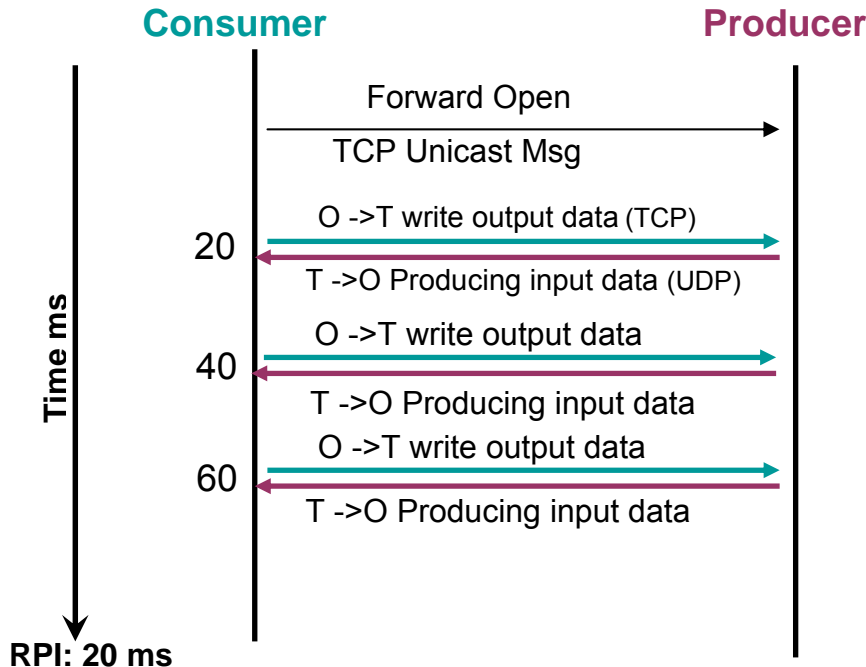 Consumer
Producer
Forward Open
TCP Unicast Msg
O ->T write output data (TCP)
20
T ->O Producing input data (UDP)
O ->T write output data
40
T ->O Producing input data
O ->T write output data
60
T ->O Producing input data
Time ms
RPI: 20 ms